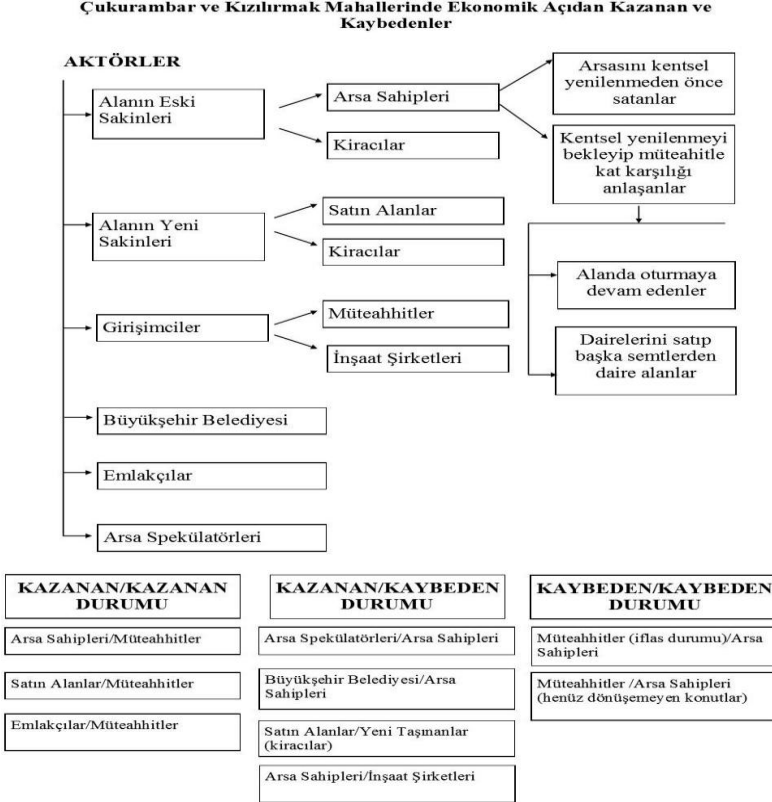 Çukurambar ve Kızılırmak Mahallerinde Ekonomik Açıdan Kazanan ve
Kaybedenler
AKTÖRLER
Alanın Eski
Sakinleri
Arsa Sahipleri
Kiracılar
Arsasını kentsel
yenilenmeden önce
satanlar
Kentsel yenilenmeyi
bekleyip müteahitle
kat karşılığı
anlaşanlar
Alanın Yeni
Sakinleri
Satın Alanlar
Kiracılar
Alanda oturmaya
devam edenler
Dairelerini satıp
başka semtlerden
daire alanlar
Girişimciler
Müteahhitler
İnşaat Şirketleri
Büyükşehir Belediyesi
Emlakçılar
Arsa Spekülatörleri
KAZANAN/KAZANAN
DURUMU
Arsa Sahipleri/Müteahhitler
Satın Alanlar/Müteahhitler
Emlakçılar/Müteahhitler
KAZANAN/KAYBEDEN
DURUMU
Arsa Spekülatörleri/Arsa Sahipleri
Büyükşehir Belediyesi/Arsa
Sahipleri
Satın Alanlar/Yeni Taşınanlar
(kiracılar)
Arsa Sahipleri/İnşaat Şirketleri
KAYBEDEN/KAYBEDEN
DURUMU
Müteahhitler (iflas durumu)/Arsa
Sahipleri
Müteahhitler /Arsa Sahipleri
(henüz dönüşemeyen konutlar)